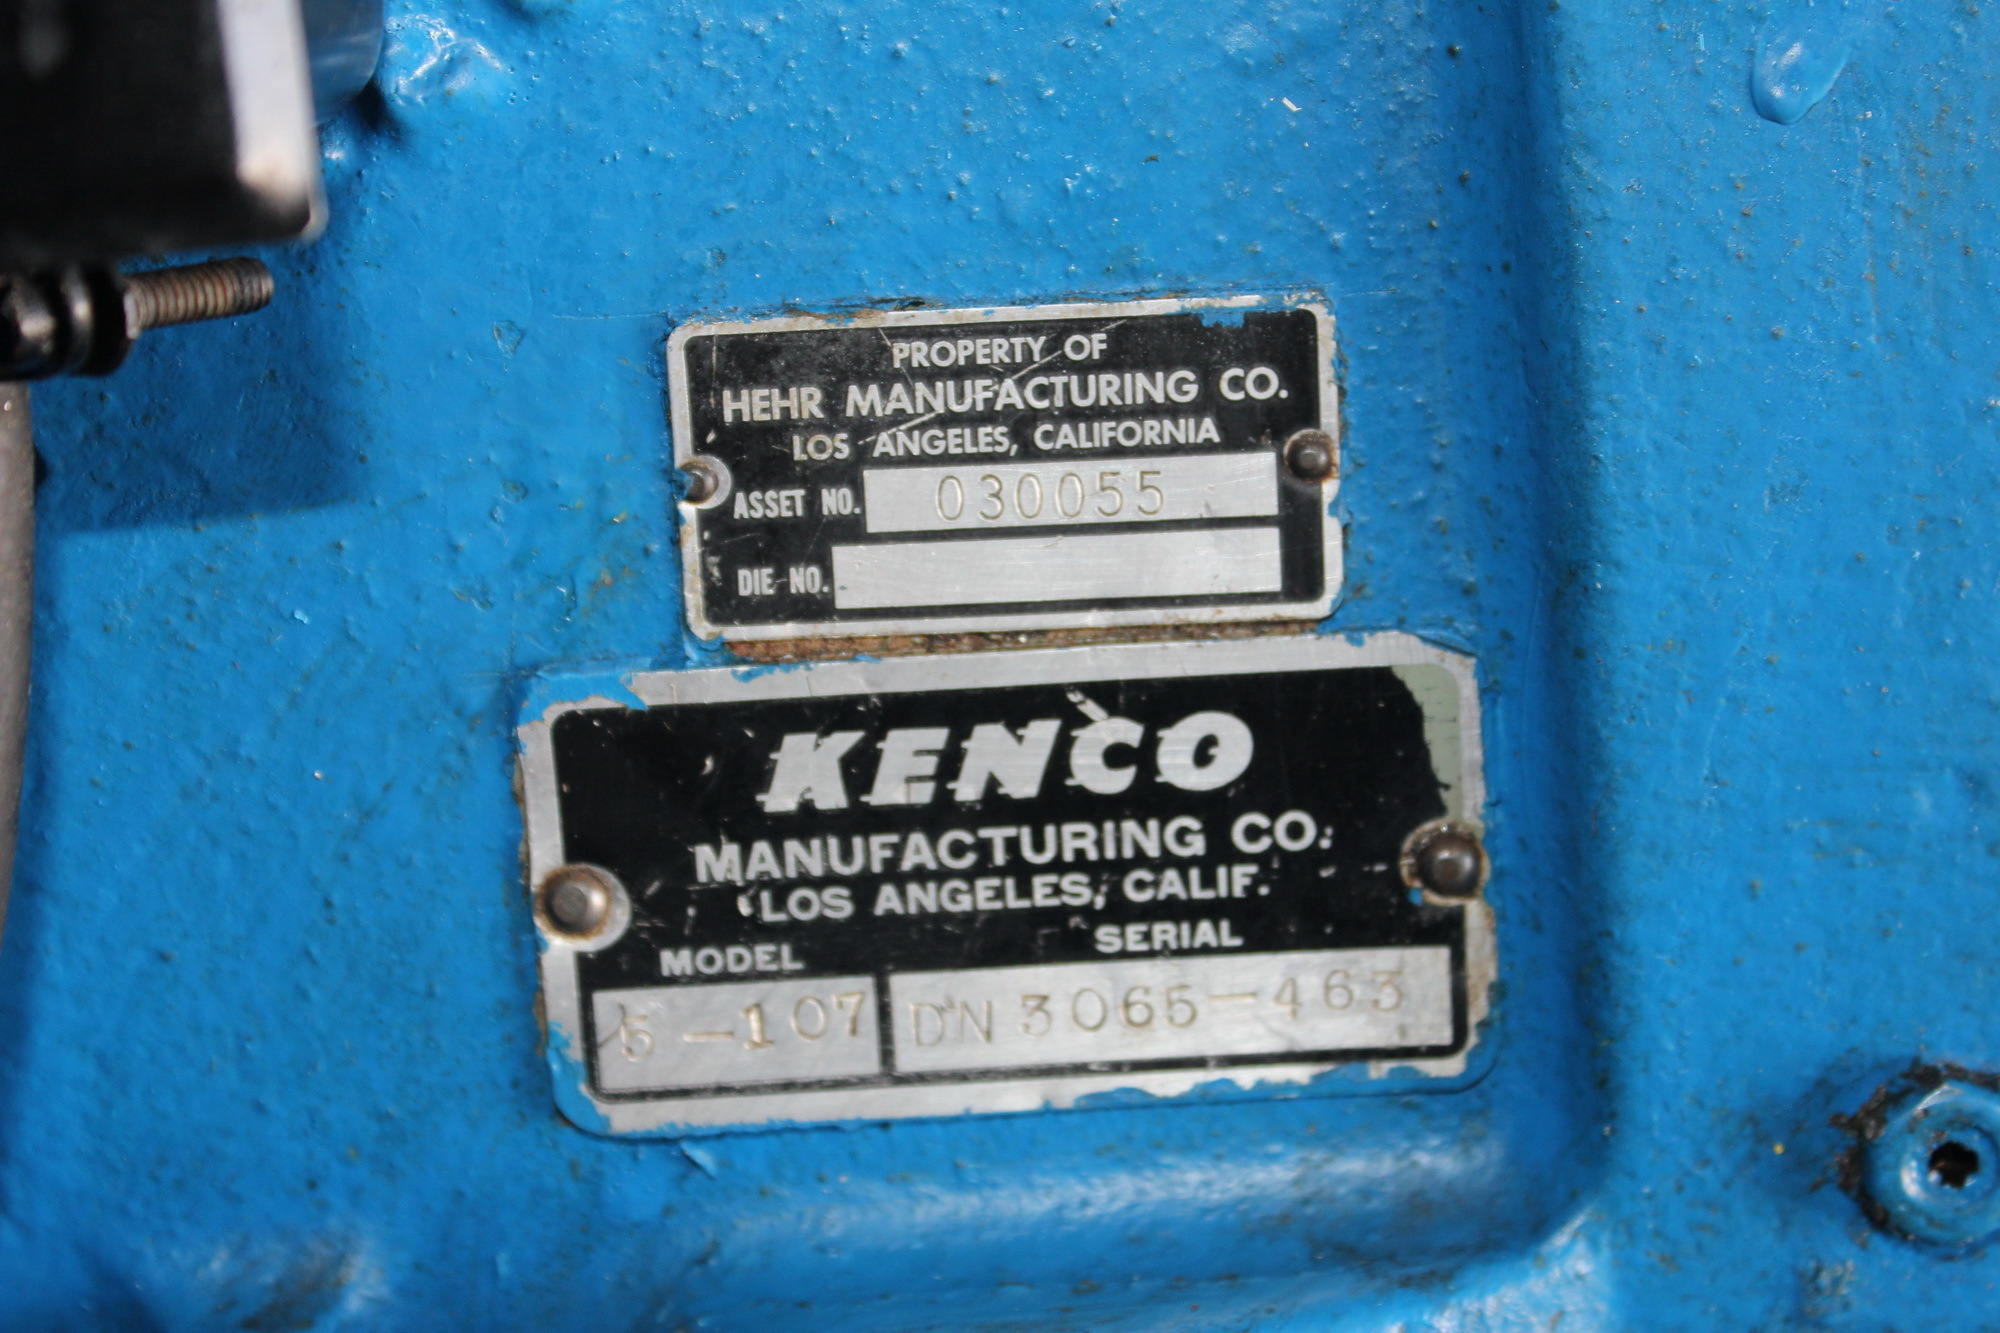 PROPERTY OF
HEHR MANUFACTURING CO.
LOS ANGELES, CALIFORNIA
ASSET NO. 030055
DIE NO.
KENCO
MANUFACTURING CO.
LOS ANGELES, CALIF.
MODEL SERIAL
5-107 DN 3065-463